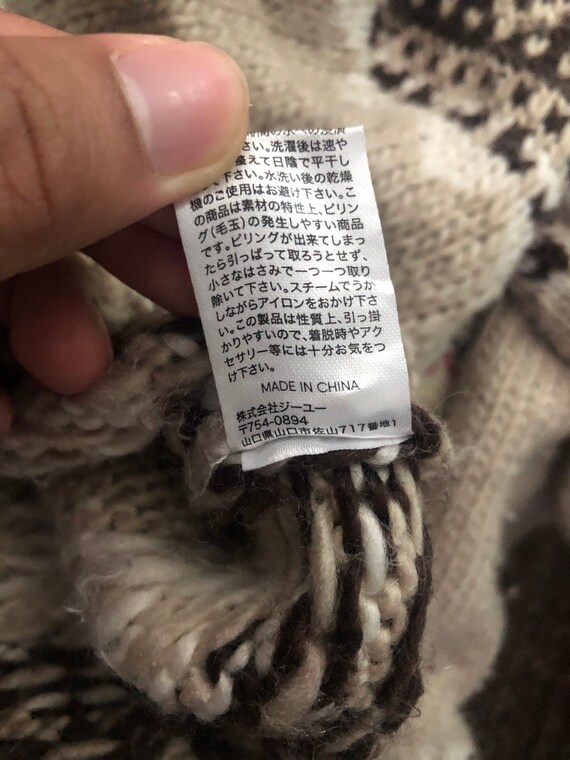 さい。洗濯後は速や
えて日陰で平干し
下さい。水洗い後の乾燥
機のご使用はお避け下さい。こ
の商品は素材の特性上、ピリン
グ(毛玉)の発生しやすい商品
です。ピリングが出来てしまっ
たら引っぱって取ろうとせず、
小さなはさみで一つ一つ取り
除いて下さい。スチームでうか
しながらアイロンをおかけ下さ
い。この製品は性質上、引っ掛
かりやすいので、着脱時やアク
セサリー等には十分お気をつ
け下さい。
MADE IN CHINA
株式会社ジーユー
〒754-0894
山口県山口市佐山717番地1